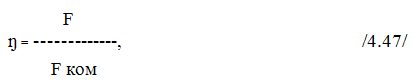 F
ŋ = -------------, /4.47/
F ком